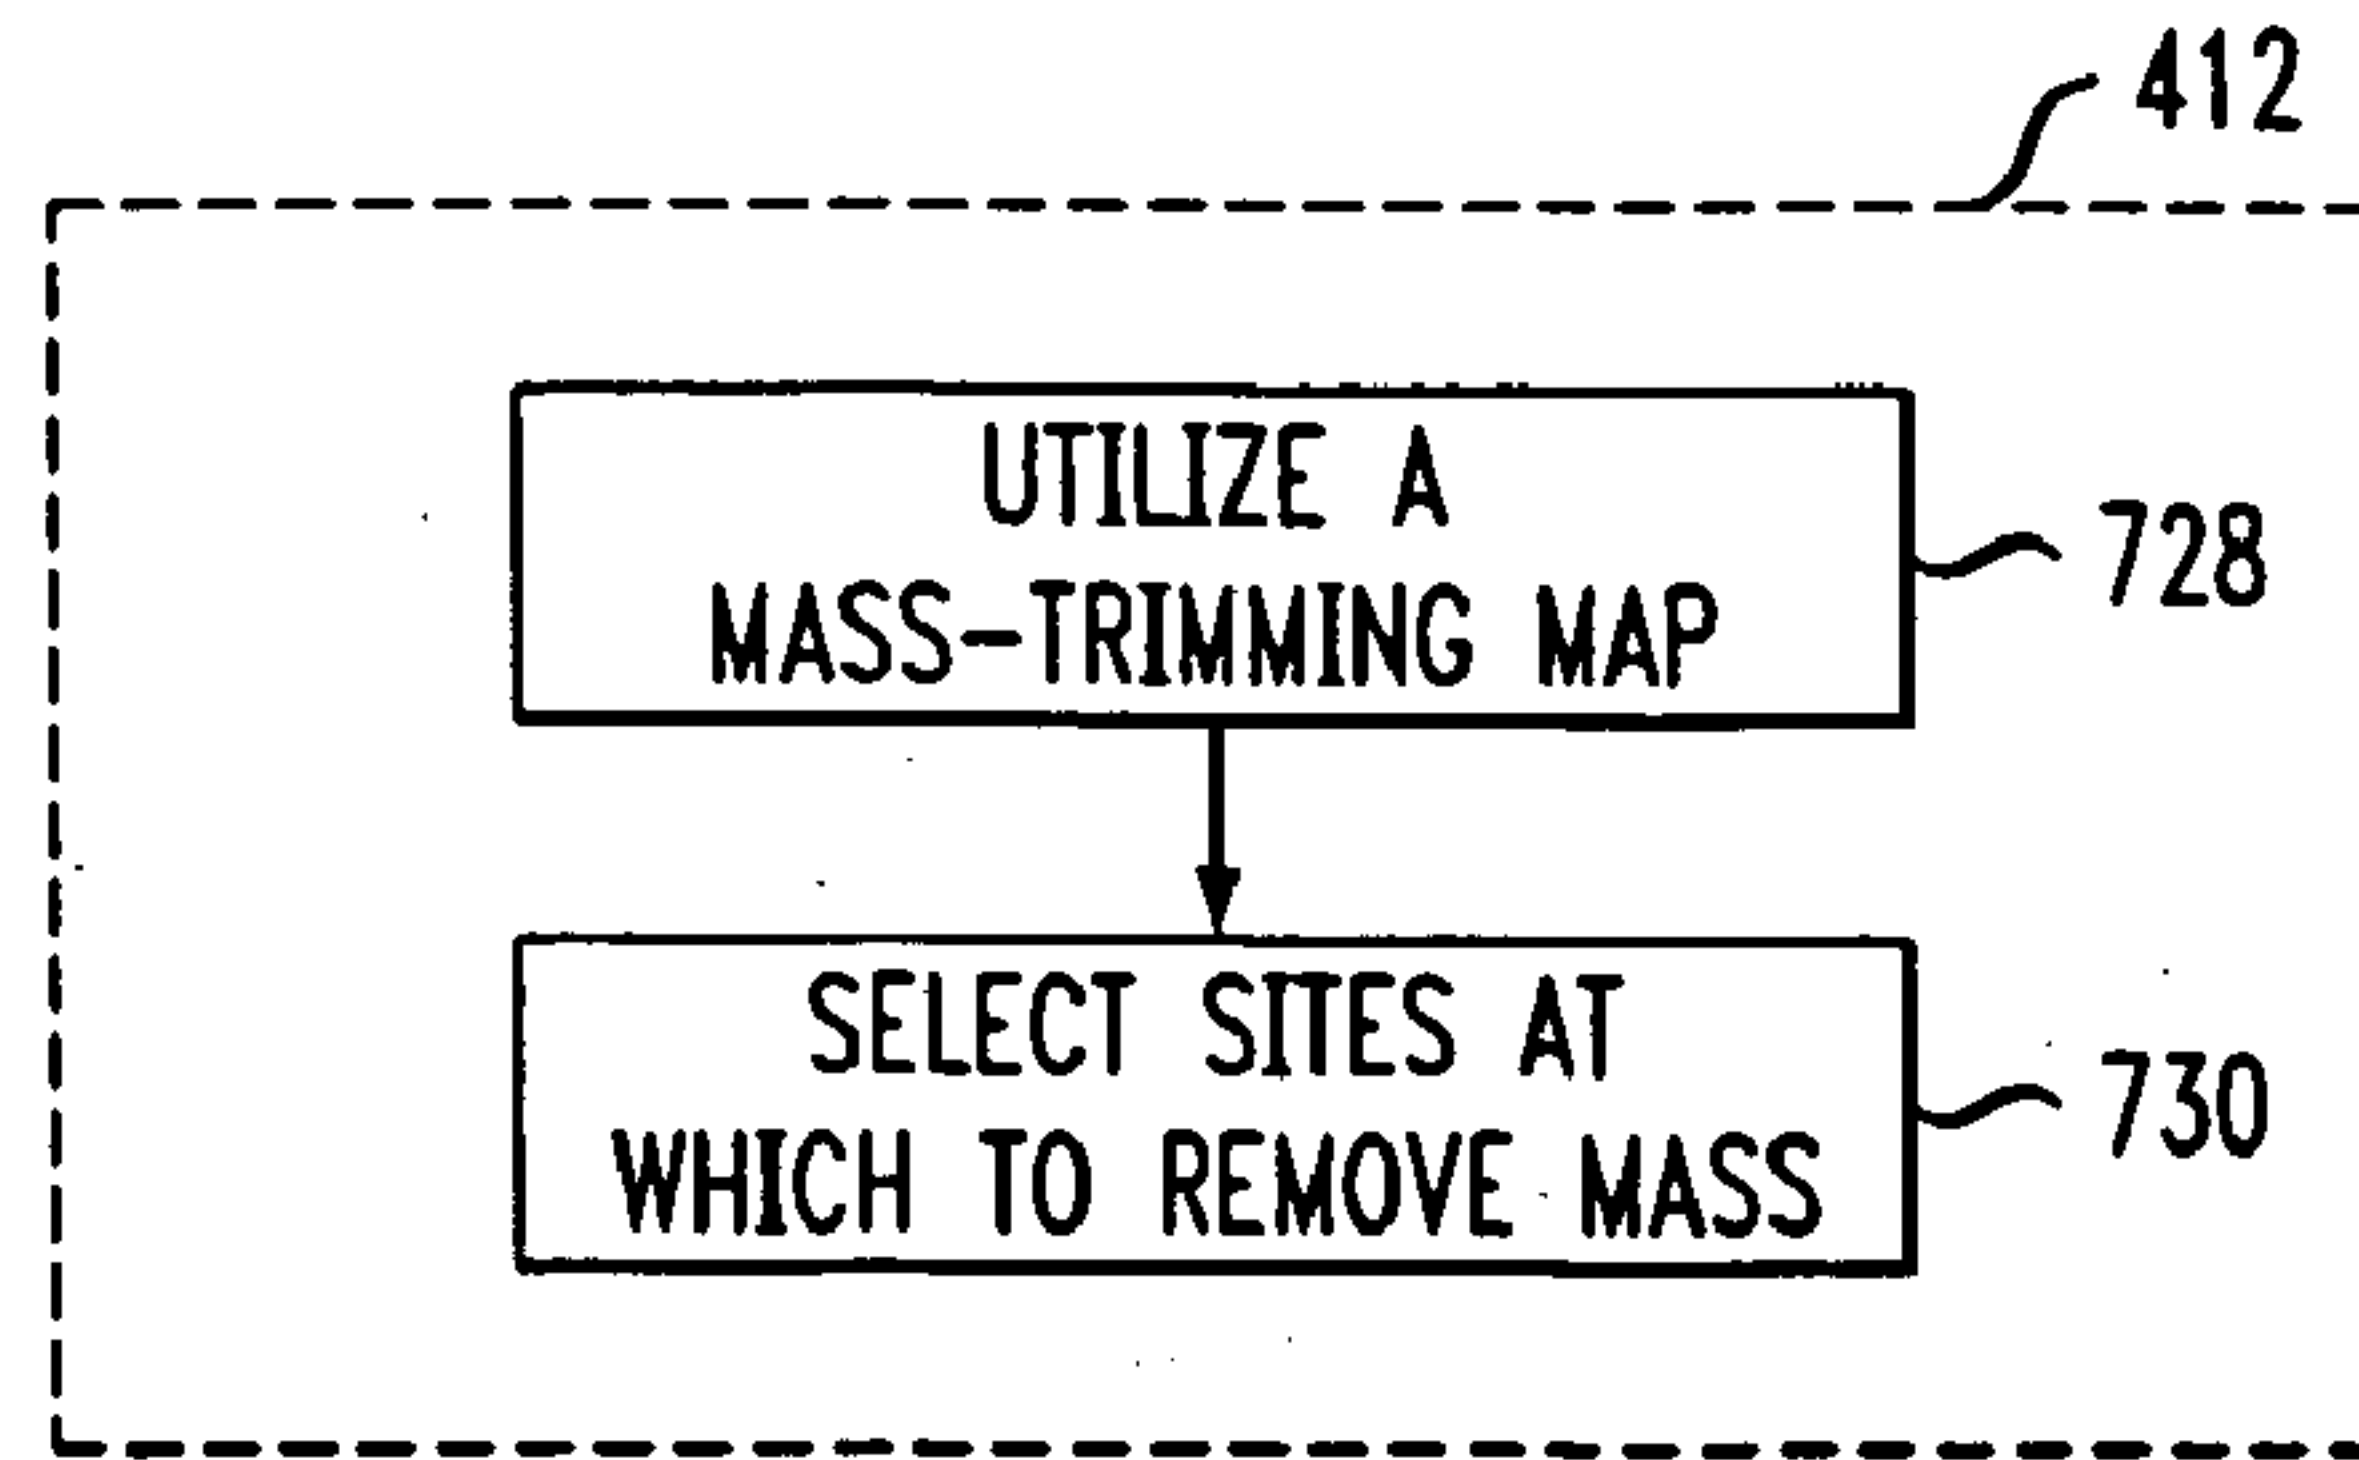 412
UTILIZE A
MASS-TRIMMING MAP
728
SELECT SITES AT
WHICH TO REMOVE MASS
730